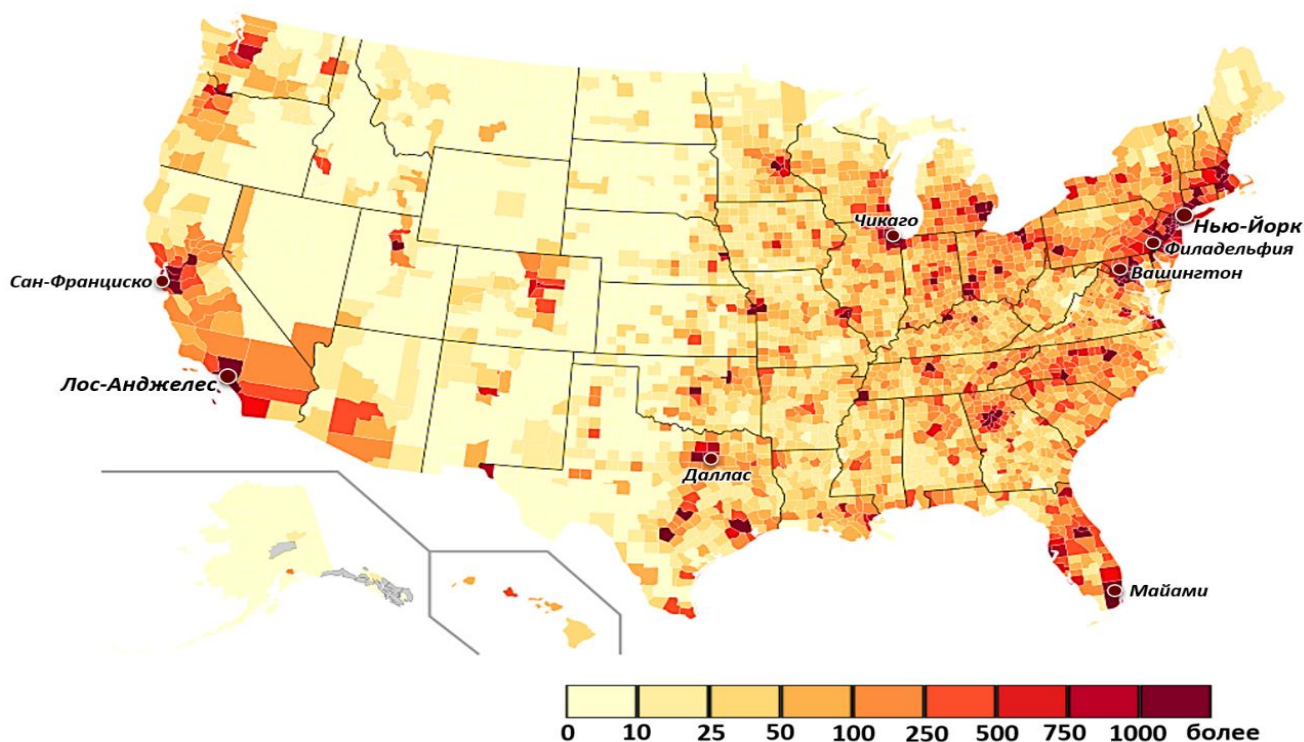 Чикаго
Нью-Йорк
Филадельфия
Вашингтон
Сан-Франциско
Лос-Анджелес
Даллас
Майами
0 10 25 50 100 250 500 750 1000 более